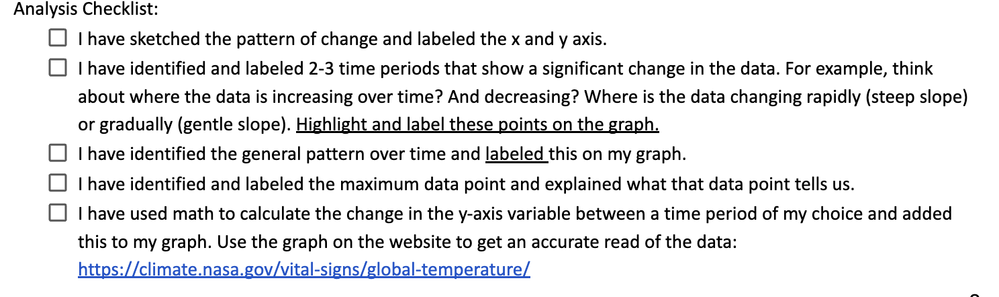 Analysis Checklist:
I have sketched the pattern of change and labeled the x and y axis.
I have identified and labeled 2-3 time periods that show a significant change in the data. For example, think
about where the data is increasing over time? And decreasing? Where is the data changing rapidly (steep slope)
or gradually (gentle slope). Highlight and label these points on the graph.
I have identified the general pattern over time and labeled this on my graph.
I have identified and labeled the maximum data point and explained what that data point tells us.
I have used math to calculate the change in the y-axis variable between a time period of my choice and added
this to my graph. Use the graph on the website to get an accurate read of the data:
https://climate.nasa.gov/vital-signs/global-temperature/